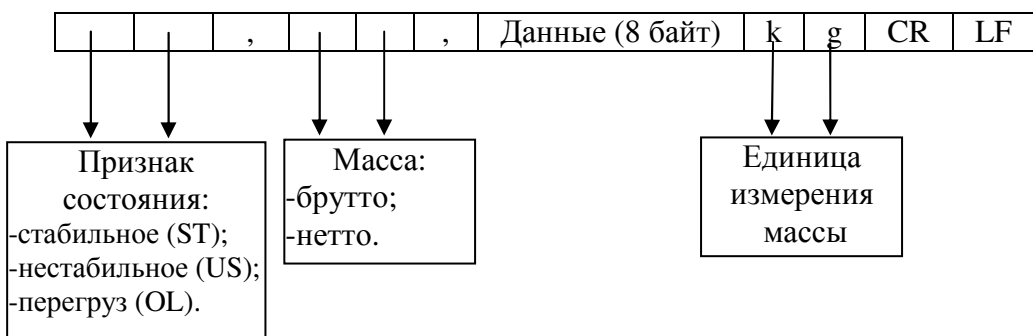 , , Данные (8 байт) k g CR LF
Признак
состояния:
-стабильное (ST);
-нестабильное (US);
-перегруз (OL).
Масса:
-брутто;
-нетто.
Единица
измерения
массы